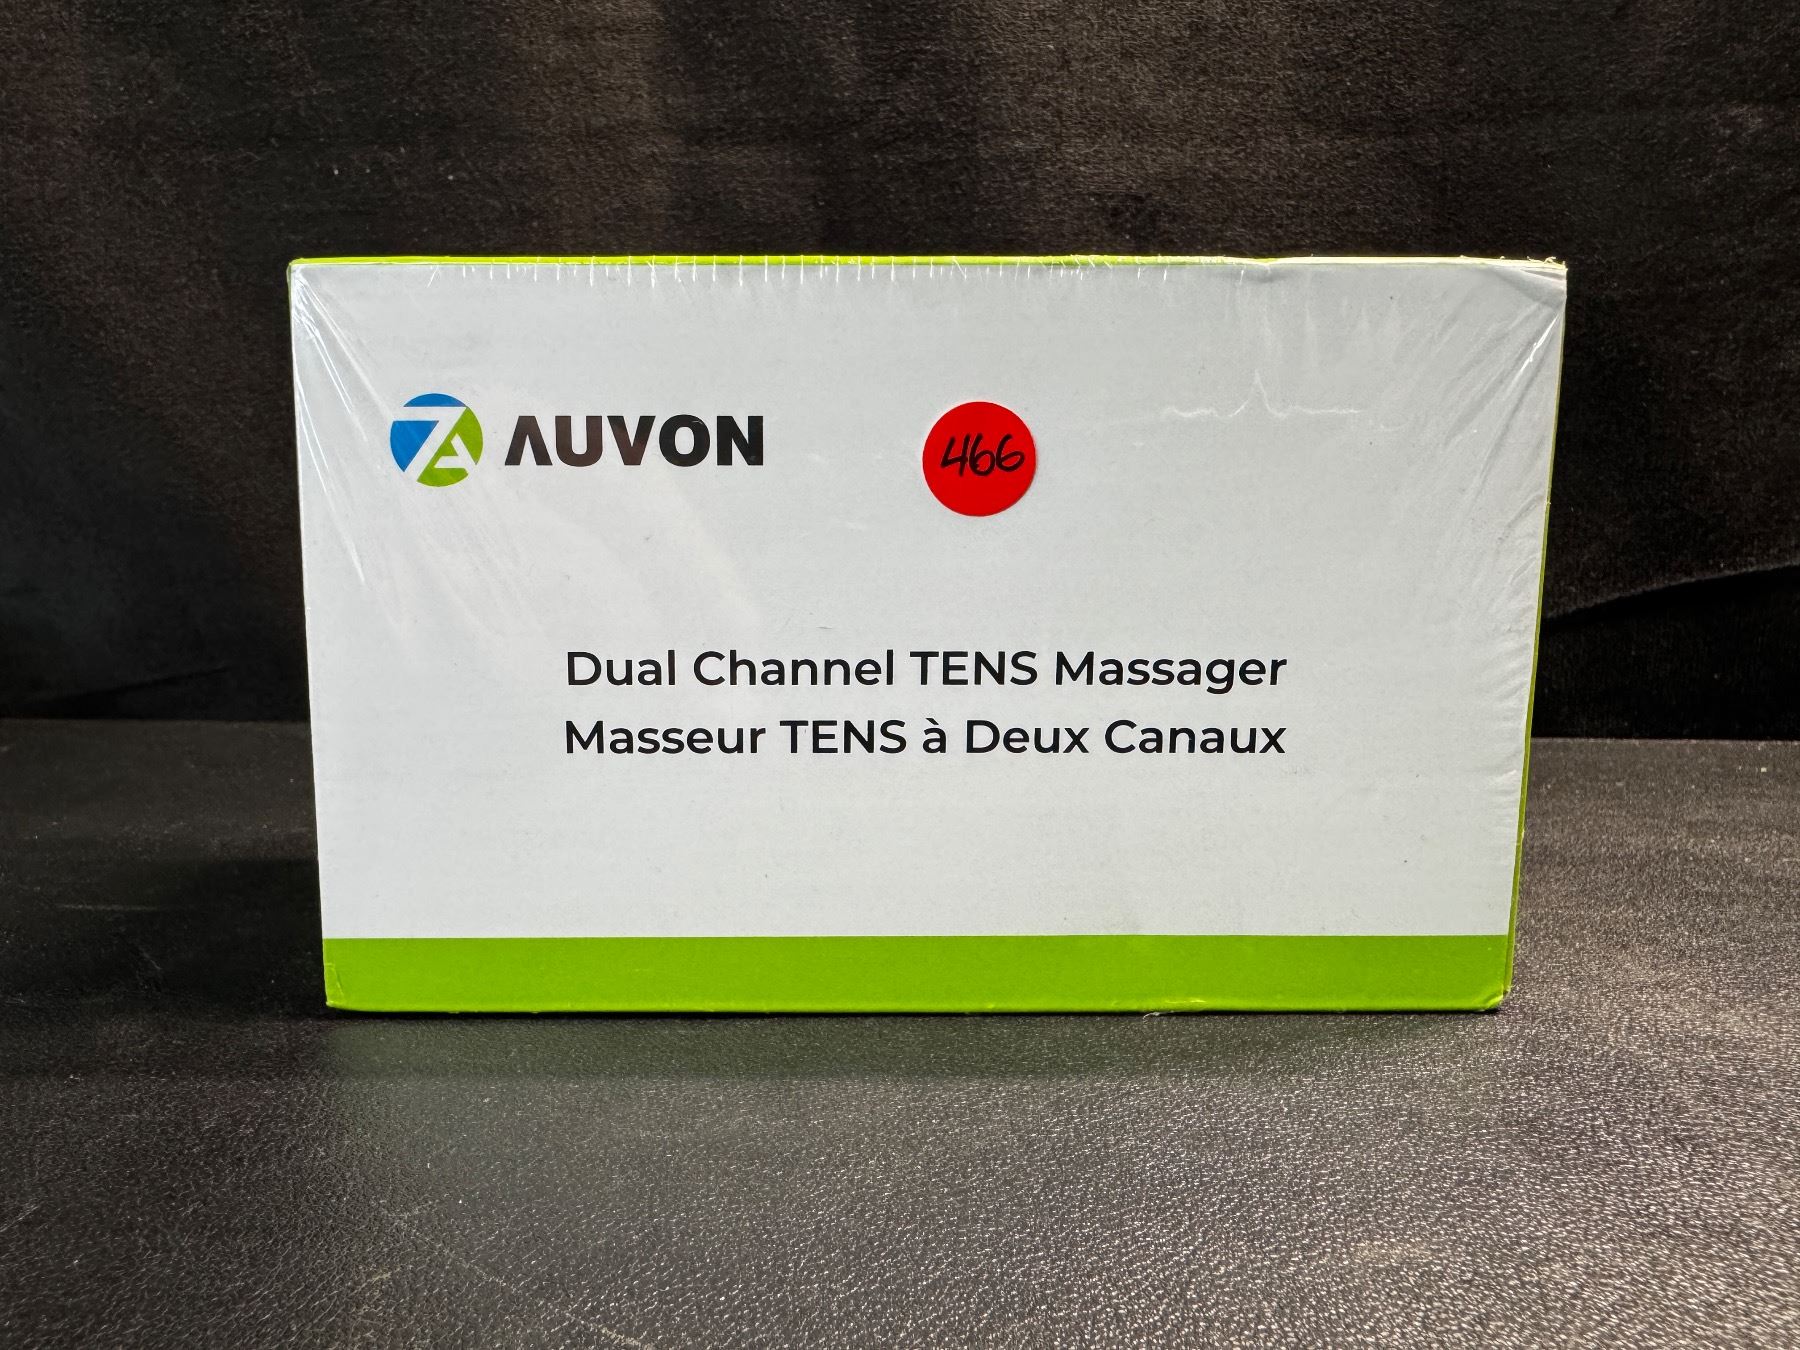 AUVON
466
Dual Channel TENS Massager
Masseur TENS à Deux Canaux